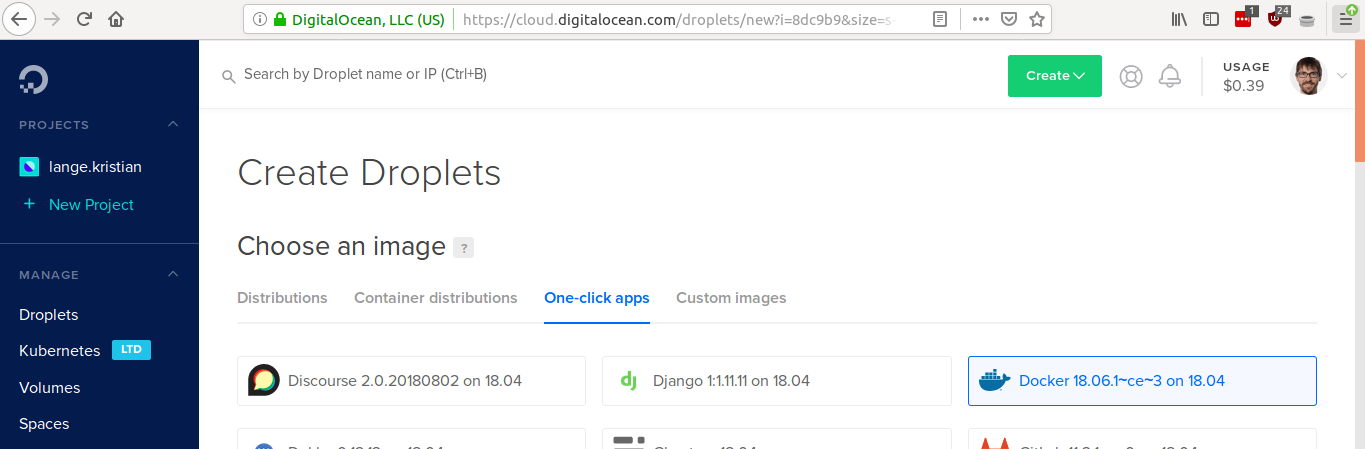 DigitalOcean, LLC (US) https://cloud.digitalocean.com/droplets/new?i=8dc9b9&size=s
1
24
Search by Droplet name or IP (Ctrl+B)
Create
USAGE
$0.39
PROJECTS
lange.kristian
+ New Project
MANAGE
Droplets
Kubernetes LTD
Volumes
Spaces
Create Droplets
Choose an image ?
Distributions Container distributions One-click apps Custom images
Discourse 2.0.20180802 on 18.04
dj Django 1:1.11.11 on 18.04
Docker 18.06.1~ce~3 on 18.04